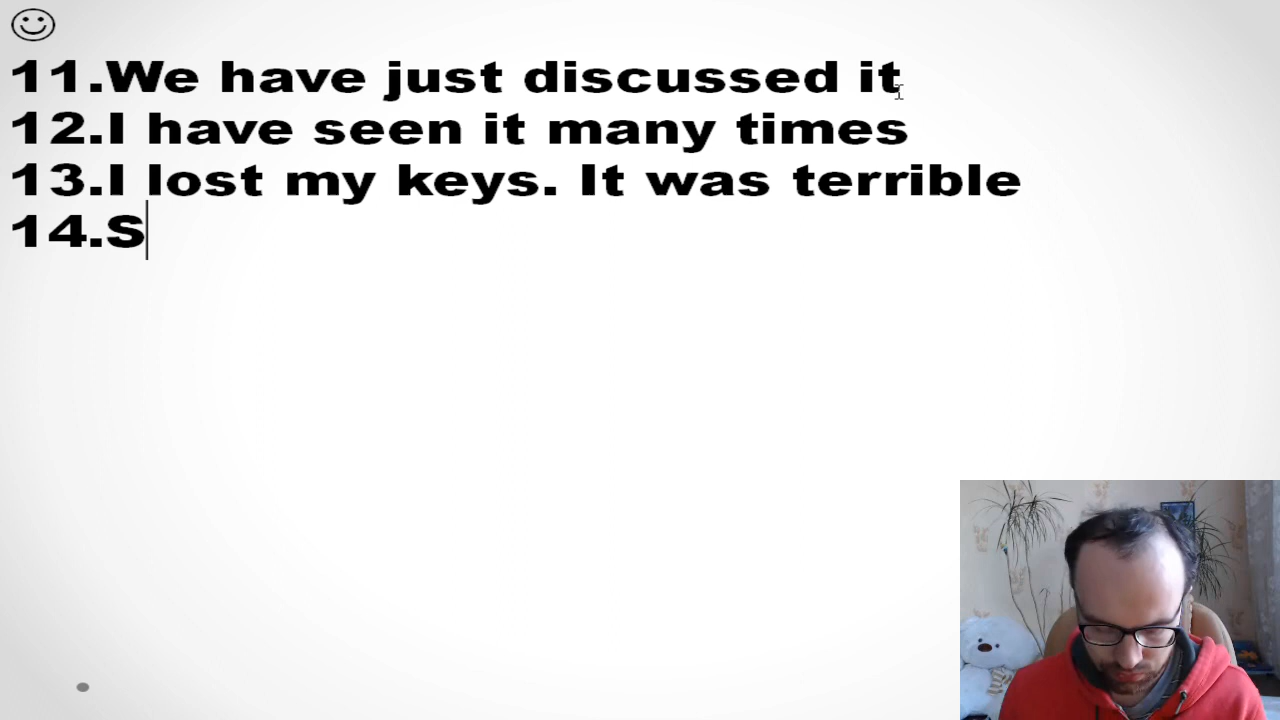 11.We have just discussed it
12.I have seen it many times
13.I lost my keys. It was terrible
14.S